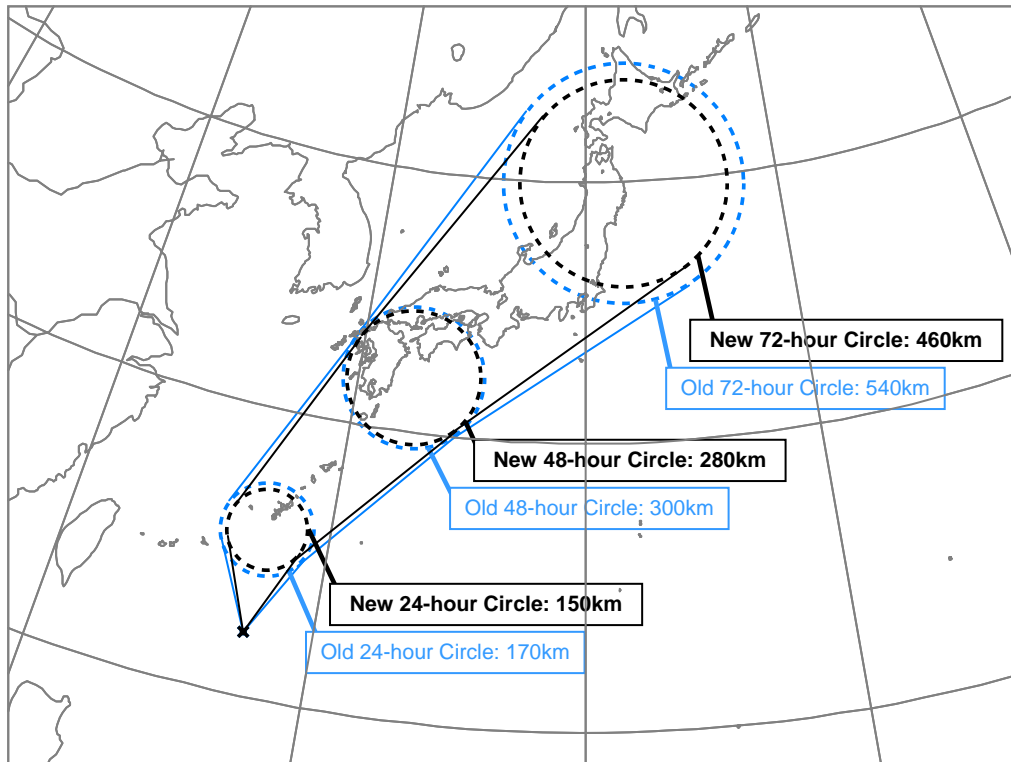 New 72-hour Circle: 460km
Old 72-hour Circle: 540km
New 48-hour Circle: 280km
Old 48-hour Circle: 300km
New 24-hour Circle: 150km
Old 24-hour Circle: 170km